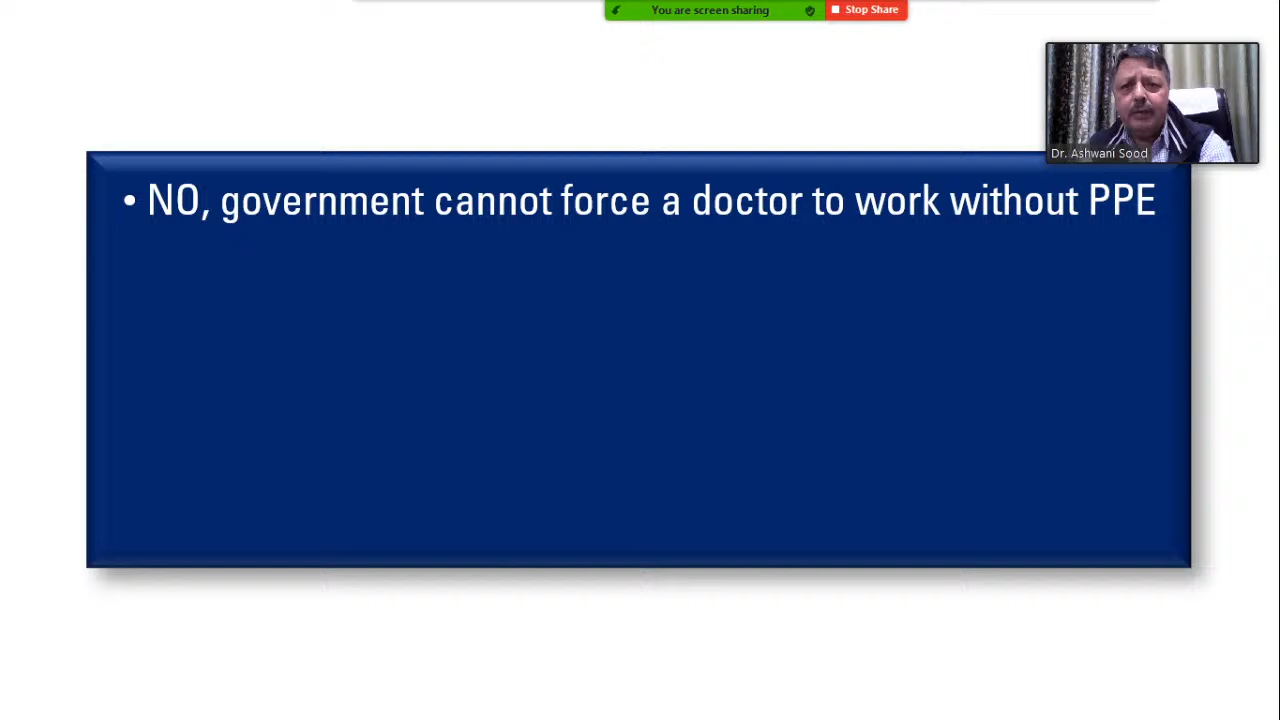 You are screen sharing
Stop Share
Dr. Ashwani Sood
• NO, government cannot force a doctor to work without PPE